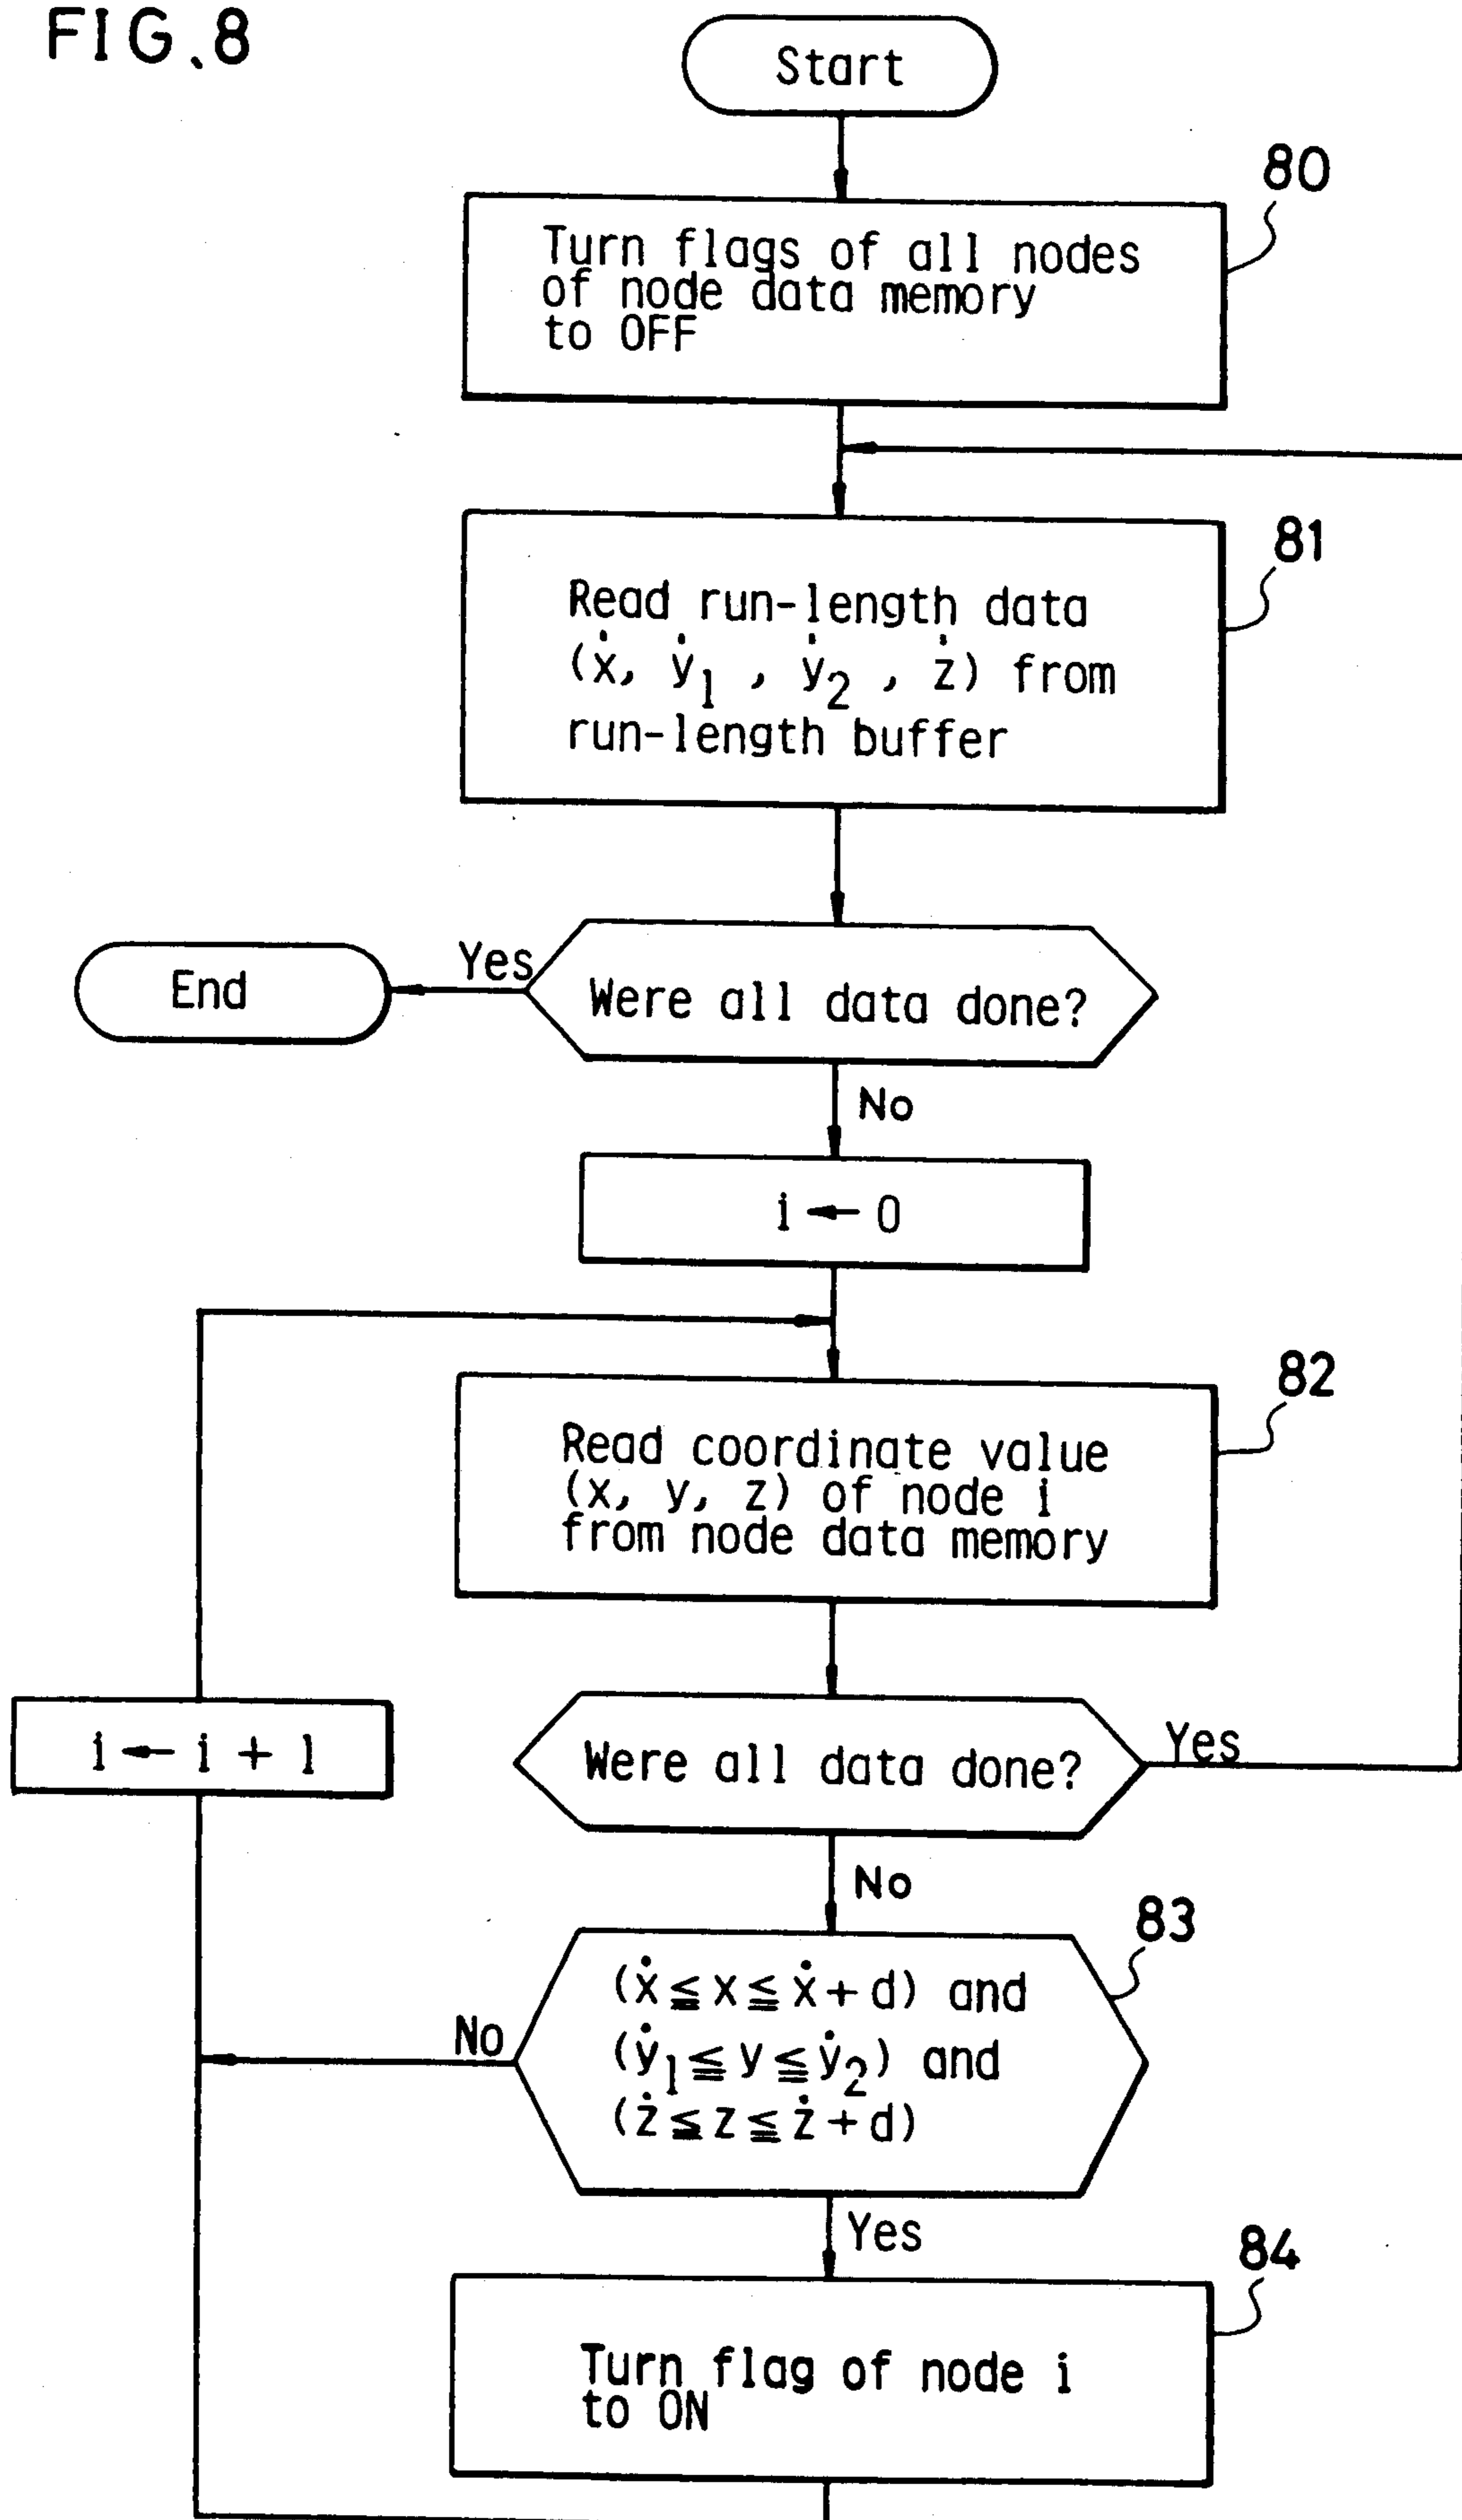 FIG.8
Start
80
Turn flags of all nodes
of node data memory
to OFF
81
Read run-length data
(ẋ, ẏ1 , ẏ2 , ż) from
run-length buffer
Yes
End
Were all data done?
No
i ← 0
82
Read coordinate value
(x, y, z) of node i
from node data memory
i ← i + 1
Were all data done?
Yes
No
83
(ẋ ≦ x ≦ ẋ + d) and
(ẏ1 ≦ y ≦ ẏ2) and
(ż ≦ z ≦ ż + d)
No
Yes
84
Turn flag of node i
to ON